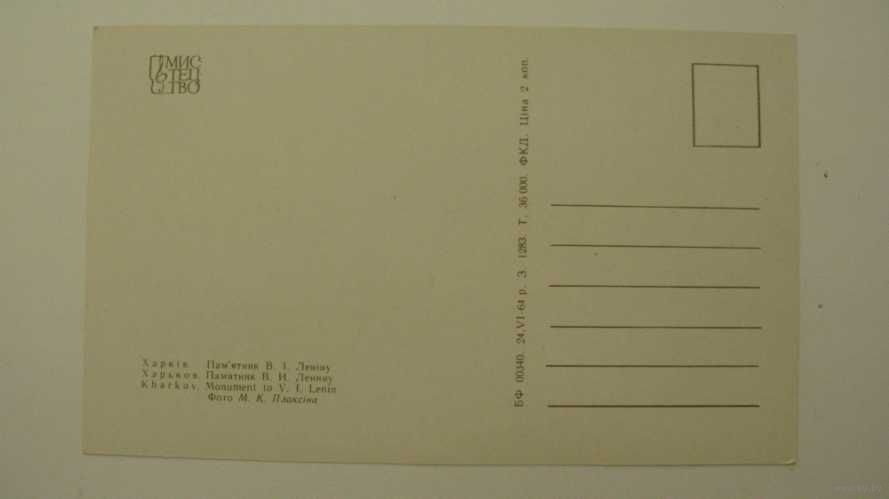 МИС
ТЕЦ
ТВО
Харків. Пам'ятник В. І. Леніну
Харьков. Памятник В. И. Ленину
Kharkov. Monument to V. I. Lenin
Фото М. К. Плаксіна
БФ 00340. 24.VI-64 р. З. 1283. Т. 36 000. ФКД. Ціна 2 коп.